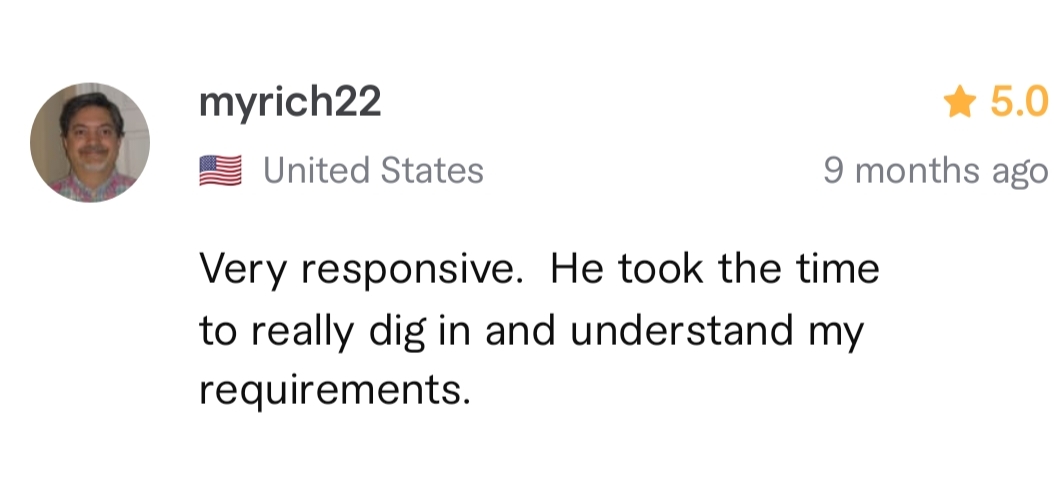 myrich22
5.0
United States
9 months ago
Very responsive.  He took the time
to really dig in and understand my
requirements.